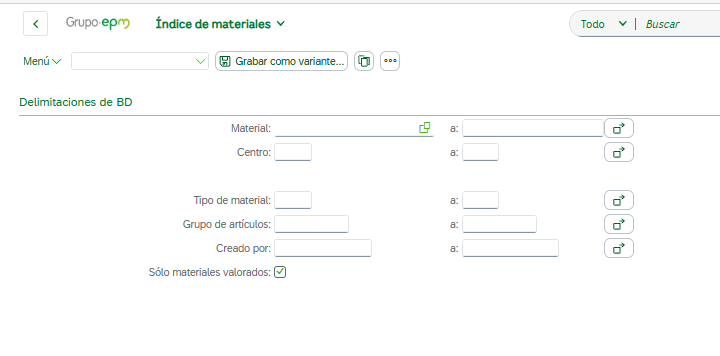 Grupo·epm Índice de materiales Todo Buscar
Menú Grabar como variante...
Delimitaciones de BD
Material: a:
Centro: a:
Tipo de material: a:
Grupo de artículos: a:
Creado por: a:
Sólo materiales valorados: